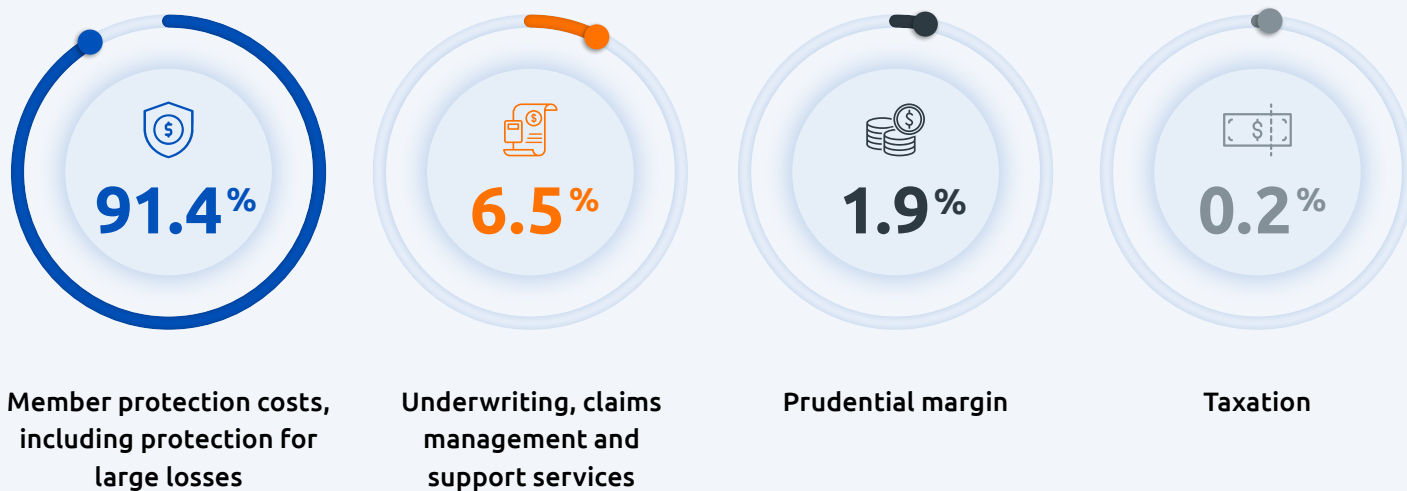 91.4%
6.5%
1.9%
0.2%
Member protection costs,
including protection for
large losses
Underwriting, claims
management and
support services
Prudential margin
Taxation